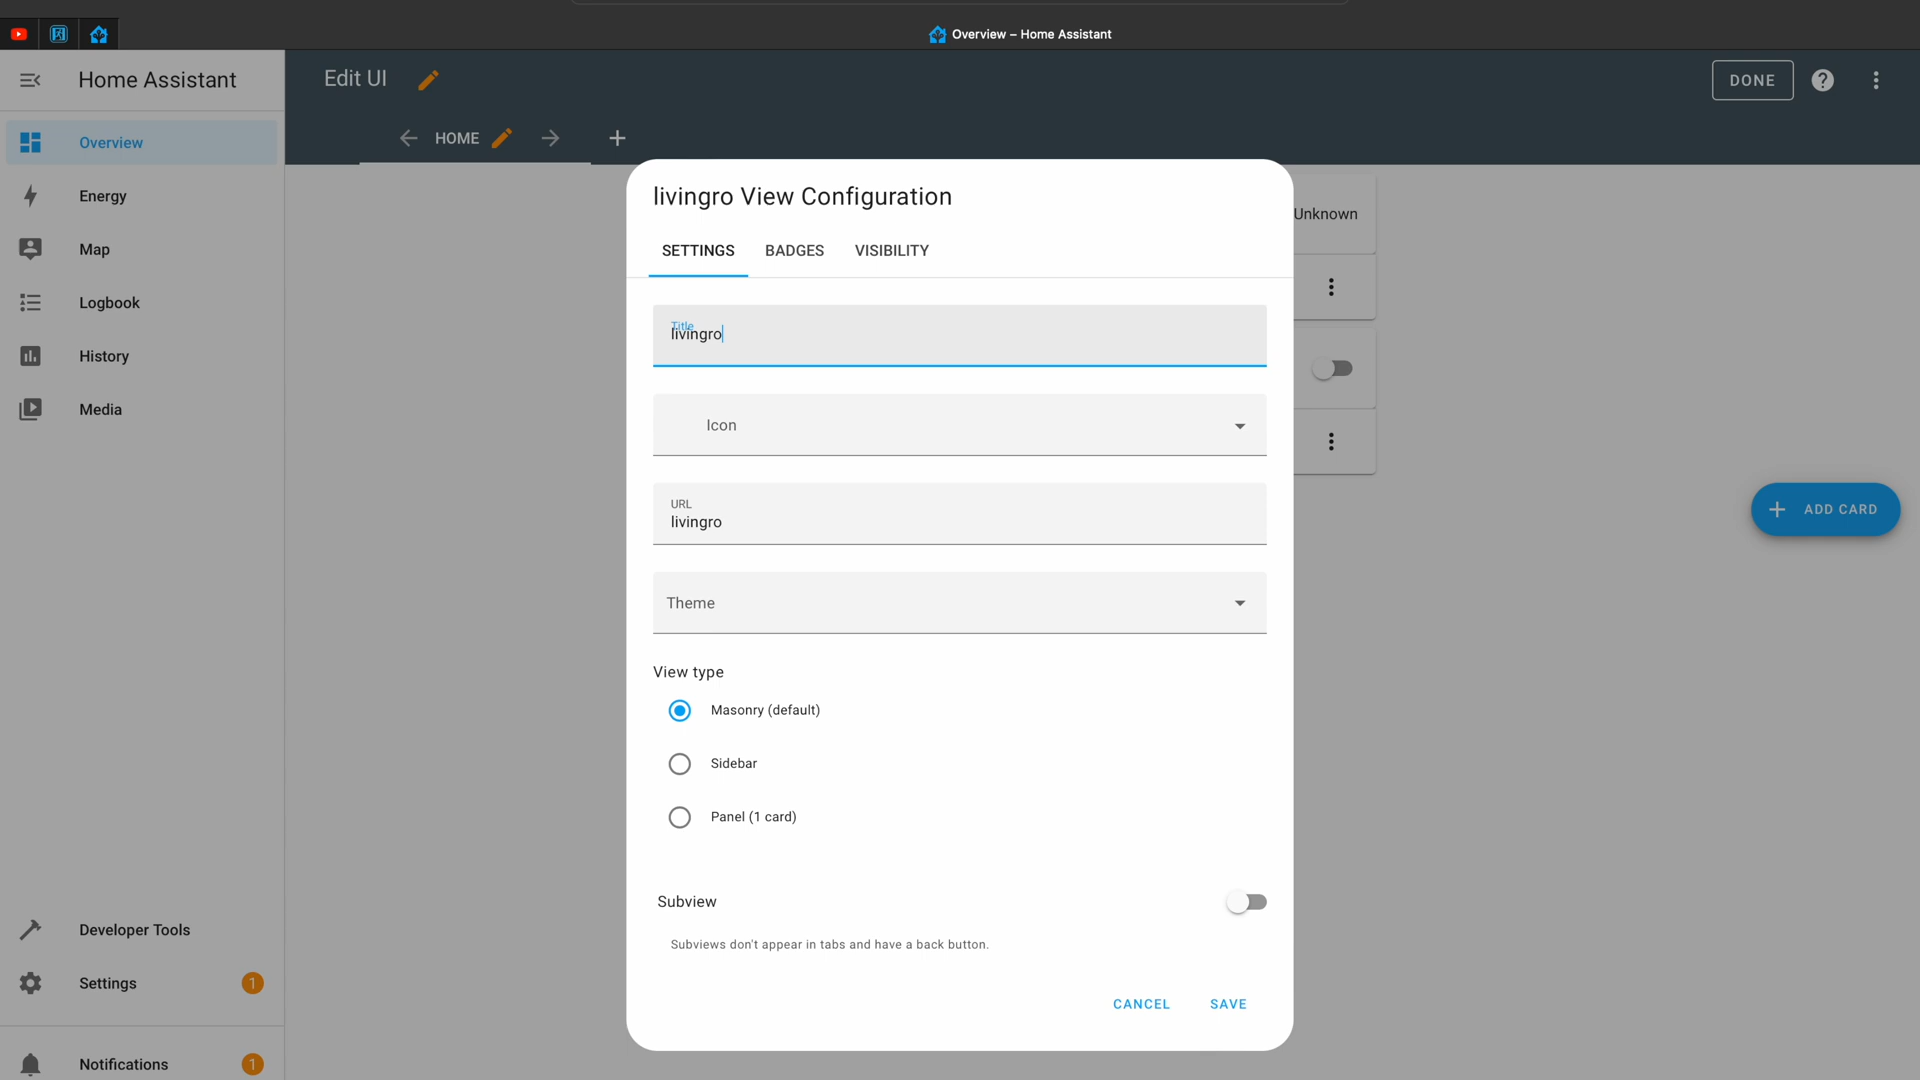 Overview – Home Assistant
Home Assistant
Edit UI
DONE
HOME
Overview
Energy
Map
Logbook
History
Media
Developer Tools
Settings
1
Notifications
1
livingro View Configuration
SETTINGS
BADGES
VISIBILITY
Title
livingro
Icon
URL
livingro
Theme
View type
Masonry (default)
Sidebar
Panel (1 card)
Subview
Subviews don't appear in tabs and have a back button.
CANCEL
SAVE
Unknown
ADD CARD